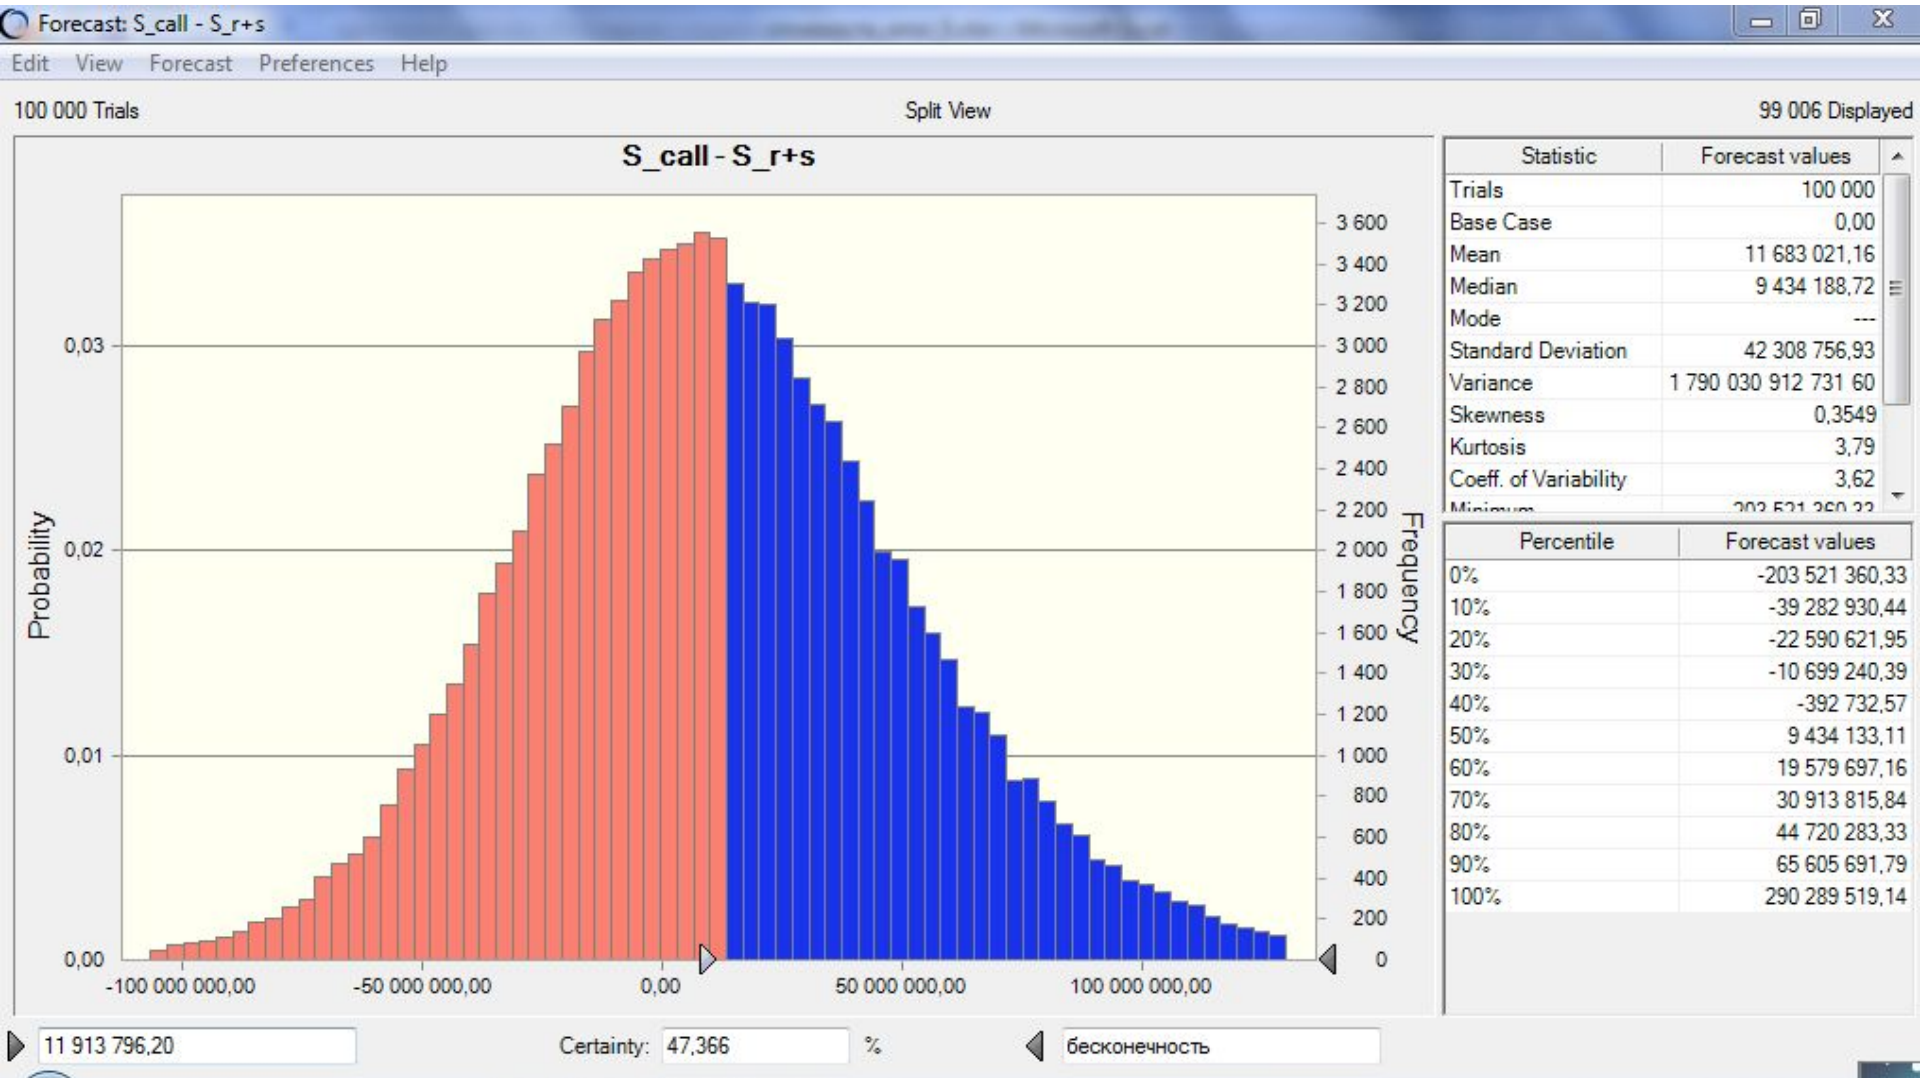 Forecast: S_call - S_r+s
Edit View Forecast Preferences Help
100 000 Trials Split View 99 006 Displayed
S_call - S_r+s
Probability
0,03
0,02
0,01
0,00
3 600
3 400
3 200
3 000
2 800
2 600
2 400
2 200
2 000
1 800
1 600
1 400
1 200
1 000
800
600
400
200
0
Frequency
-100 000 000,00 -50 000 000,00 0,00 50 000 000,00 100 000 000,00
Statistic Forecast values
Trials 100 000
Base Case 0,00
Mean 11 683 021,16
Median 9 434 188,72
Mode ---
Standard Deviation 42 308 756,93
Variance 1 790 030 912 731 60
Skewness 0,3549
Kurtosis 3,79
Coeff. of Variability 3,62
Minimum -203 521 360,33
Percentile Forecast values
0% -203 521 360,33
10% -39 282 930,44
20% -22 590 621,95
30% -10 699 240,39
40% -392 732,57
50% 9 434 133,11
60% 19 579 697,16
70% 30 913 815,84
80% 44 720 283,33
90% 65 605 691,79
100% 290 289 519,14
11 913 796,20 Certainty: 47,366 % бесконечность